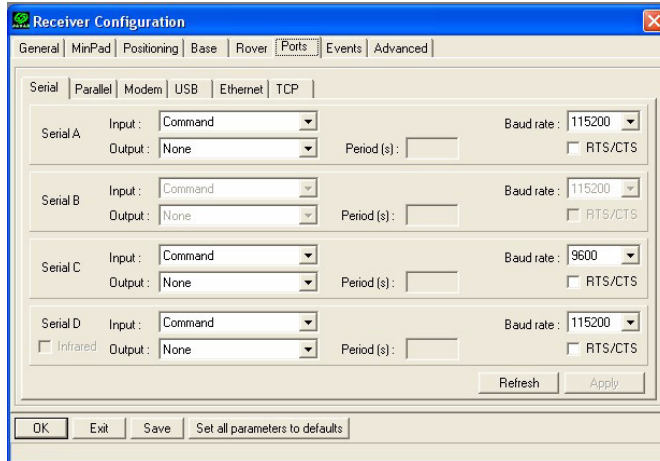 Receiver Configuration
General MinPad Positioning Base Rover Ports Events Advanced
Serial Parallel Modem USB Ethernet TCP
Serial A
Input : Command
Output : None
Period (s) :
Baud rate : 115200
RTS/CTS
Serial B
Input : Command
Output : None
Period (s) :
Baud rate : 115200
RTS/CTS
Serial C
Input : Command
Output : None
Period (s) :
Baud rate : 9600
RTS/CTS
Serial D
Infrared
Input : Command
Output : None
Period (s) :
Baud rate : 115200
RTS/CTS
Refresh Apply
OK Exit Save Set all parameters to defaults